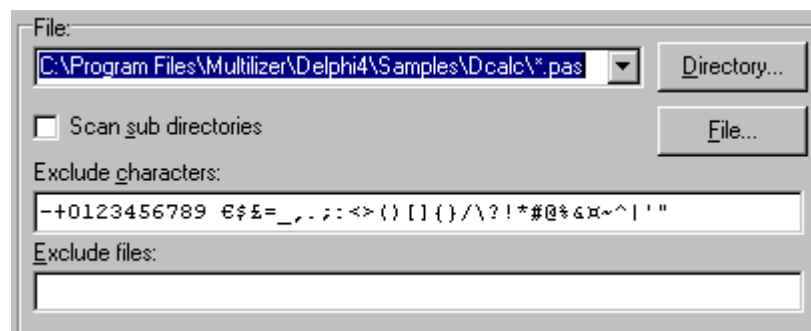 File:
C:\Program Files\Multilizer\Delphi4\Samples\Dcalc\*.pas
Directory...
Scan sub directories
File...
Exclude characters:
-+0123456789 €$£=_,.;:<>()[]{}/\?!*#@%&¤~^|'"
Exclude files: